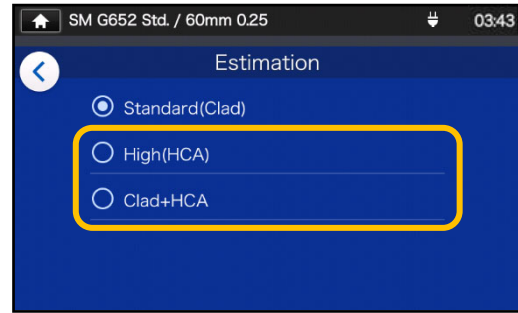 SM G652 Std. / 60mm 0.25 03:43
Estimation
Standard(Clad)
High(HCA)
Clad+HCA